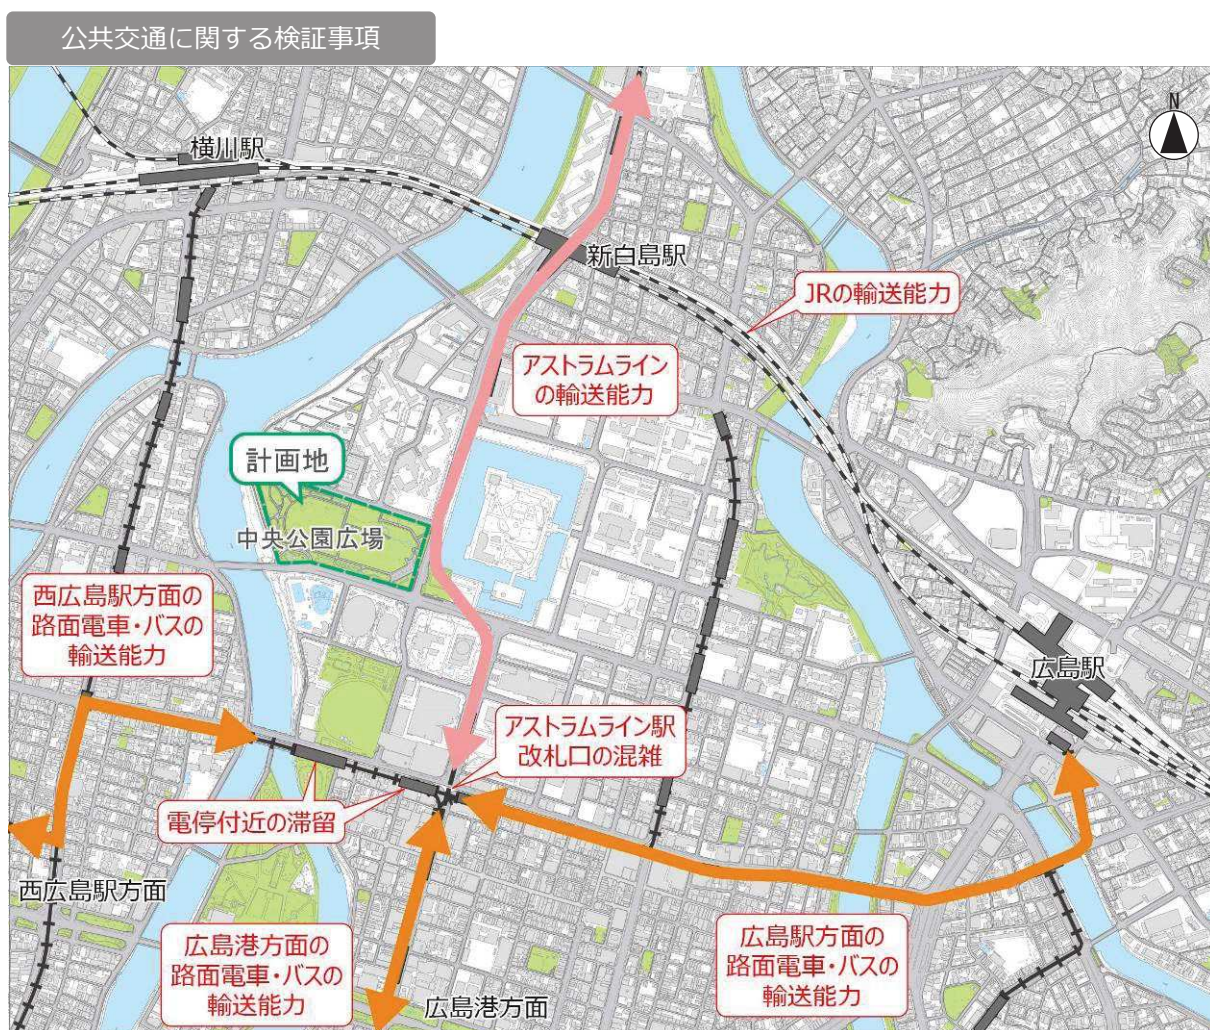 公共交通に関する検証事項
N
横川駅
新白島駅
JRの輸送能力
アストラムライン
の輸送能力
計画地
中央公園広場
西広島駅方面の
路面電車・バスの
輸送能力
広島駅
アストラムライン駅
改札口の混雑
電停付近の滞留
西広島駅方面
広島港方面の
路面電車・バスの
輸送能力
広島港方面
広島駅方面の
路面電車・バスの
輸送能力